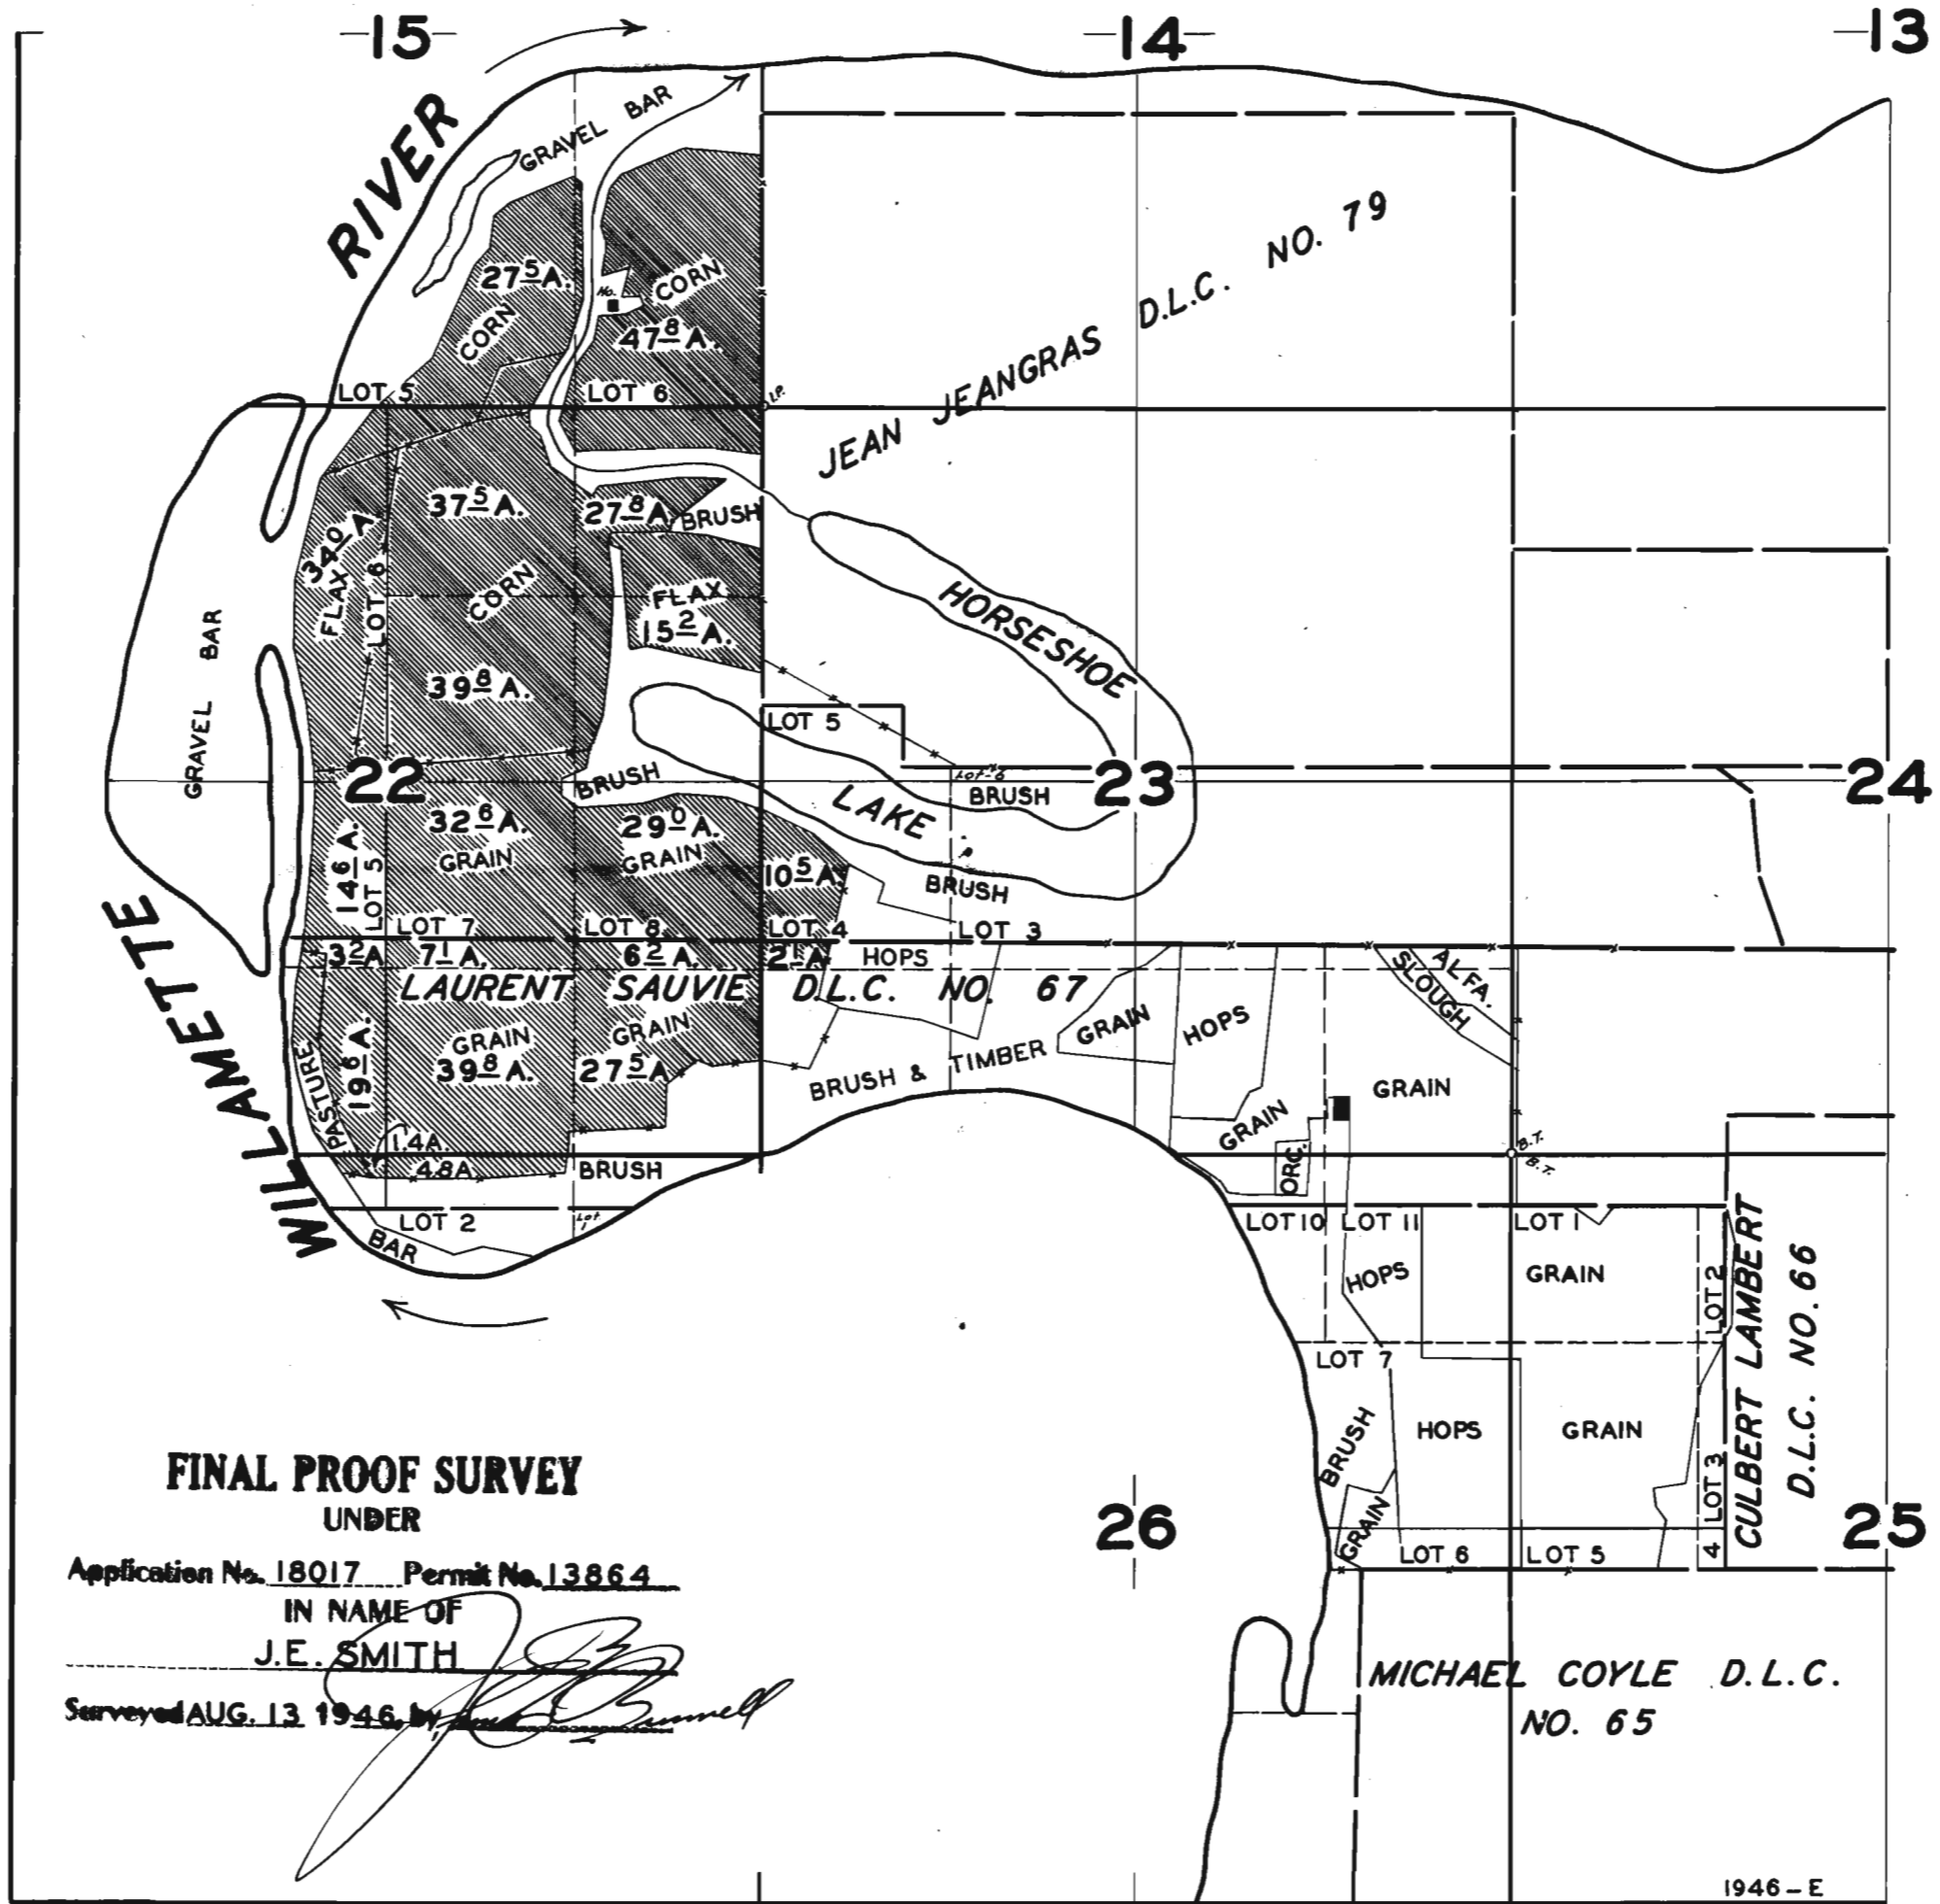 15
14
13
RIVER
GRAVEL BAR
27 5 A.
CORN
Ho.
CORN
47 8 A.
JEAN JEANGRAS D.L.C. NO. 79
LOT 5
LOT 6
I.P.
34 0 A.
FLAX
LOT 6
37 5 A.
27 8 A.
BRUSH
CORN
FLAX
15 2 A.
HORSESHOE
GRAVEL BAR
39 8 A.
LOT 5
22
BRUSH
Lot-6
BRUSH
23
24
LAKE
32 6 A.
GRAIN
29 0 A.
GRAIN
14 6 A.
LOT 5
10 5 A.
BRUSH
WILLAMETTE
LOT 7
LOT 8
LOT 4
LOT 3
3 2 A.
7 1 A.
6 2 A.
2 1 A.
HOPS
LAURENT SAUVIE D.L.C. NO. 67
ALFA.
SLOUGH
GRAIN
HOPS
PASTURE
19 6 A.
GRAIN
39 8 A.
GRAIN
27 5 A.
BRUSH & TIMBER
GRAIN
GRAIN
ORC.
1.4 A.
4.8 A.
BRUSH
B.T.
B.T.
LOT 2
Lot 1
BAR
LOT 10
LOT 11
LOT 1
HOPS
GRAIN
LOT 2
CULBERT LAMBERT
D.L.C. NO. 66
LOT 7
BRUSH
HOPS
GRAIN
LOT 3
GRAIN
26
25
LOT 6
LOT 5
4
FINAL PROOF SURVEY
UNDER
Application No. 18017 Permit No. 13864
IN NAME OF
J.E. SMITH
Surveyed AUG. 13 1946, by
MICHAEL COYLE D.L.C.
NO. 65
1946-E